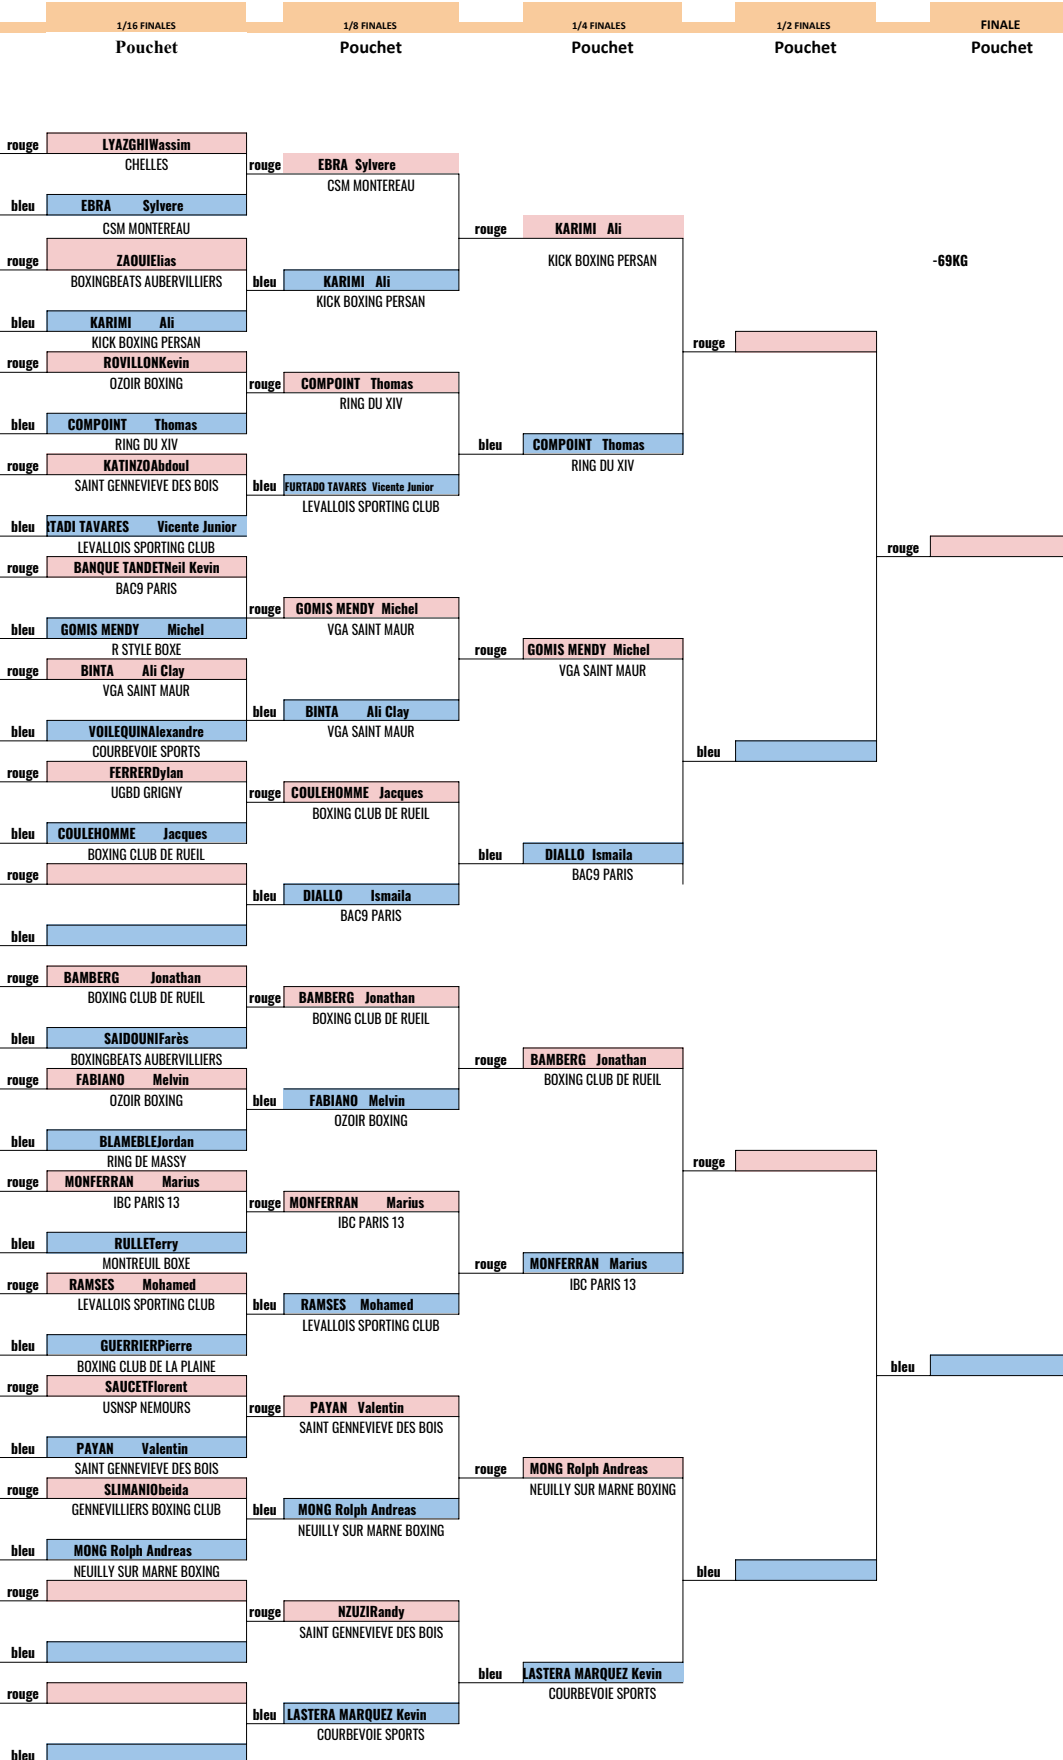 1/16 FINALES 1/8 FINALES 1/4 FINALES 1/2 FINALES FINALE
Pouchet Pouchet Pouchet Pouchet Pouchet
rouge LYAZGHIWassim
CHELLES rouge EBRA Sylvere
CSM MONTEREAU
bleu EBRA Sylvere
CSM MONTEREAU rouge KARIMI Ali
rouge ZAOUIElias KICK BOXING PERSAN -69KG
BOXINGBEATS AUBERVILLIERS bleu KARIMI Ali
KICK BOXING PERSAN
bleu KARIMI Ali
KICK BOXING PERSAN rouge
rouge ROVILLONKevin
OZOIR BOXING rouge COMPOINT Thomas
RING DU XIV
bleu COMPOINT Thomas
RING DU XIV bleu COMPOINT Thomas
rouge KATINZOAbdoul RING DU XIV
SAINT GENNEVIEVE DES BOIS bleu FURTADO TAVARES Vicente Junior
LEVALLOIS SPORTING CLUB
bleu RTADI TAVARES Vicente Junior
LEVALLOIS SPORTING CLUB rouge
rouge BANQUE TANDETNeil Kevin
BAC9 PARIS
rouge GOMIS MENDY Michel
bleu GOMIS MENDY Michel VGA SAINT MAUR
R STYLE BOXE rouge GOMIS MENDY Michel
rouge BINTA Ali Clay VGA SAINT MAUR
VGA SAINT MAUR
bleu BINTA Ali Clay
bleu VOILEQUINAlexandre VGA SAINT MAUR
COURBEVOIE SPORTS bleu
rouge FERRERDylan
UGBD GRIGNY rouge COULEHOMME Jacques
BOXING CLUB DE RUEIL
bleu COULEHOMME Jacques
BOXING CLUB DE RUEIL bleu DIALLO Ismaila
rouge BAC9 PARIS
bleu DIALLO Ismaila
BAC9 PARIS
bleu
rouge BAMBERG Jonathan
BOXING CLUB DE RUEIL rouge BAMBERG Jonathan
BOXING CLUB DE RUEIL
bleu SAIDOUNIFarès
BOXINGBEATS AUBERVILLIERS rouge BAMBERG Jonathan
rouge FABIANO Melvin BOXING CLUB DE RUEIL
OZOIR BOXING bleu FABIANO Melvin
OZOIR BOXING
bleu BLAMEBLEJordan
RING DE MASSY rouge
rouge MONFERRAN Marius
IBC PARIS 13 rouge MONFERRAN Marius
IBC PARIS 13
bleu RULLETerry
MONTREUIL BOXE rouge MONFERRAN Marius
rouge RAMSES Mohamed IBC PARIS 13
LEVALLOIS SPORTING CLUB bleu RAMSES Mohamed
LEVALLOIS SPORTING CLUB
bleu GUERRIERPierre
BOXING CLUB DE LA PLAINE bleu
rouge SAUCETFlorent
USNSP NEMOURS rouge PAYAN Valentin
SAINT GENNEVIEVE DES BOIS
bleu PAYAN Valentin
SAINT GENNEVIEVE DES BOIS rouge MONG Rolph Andreas
rouge SLIMANIObeida NEUILLY SUR MARNE BOXING
GENNEVILLIERS BOXING CLUB bleu MONG Rolph Andreas
NEUILLY SUR MARNE BOXING
bleu MONG Rolph Andreas
NEUILLY SUR MARNE BOXING bleu
rouge
rouge NZUZIRandy
SAINT GENNEVIEVE DES BOIS
bleu
bleu LASTERA MARQUEZ Kevin
rouge COURBEVOIE SPORTS
bleu LASTERA MARQUEZ Kevin
COURBEVOIE SPORTS
bleu